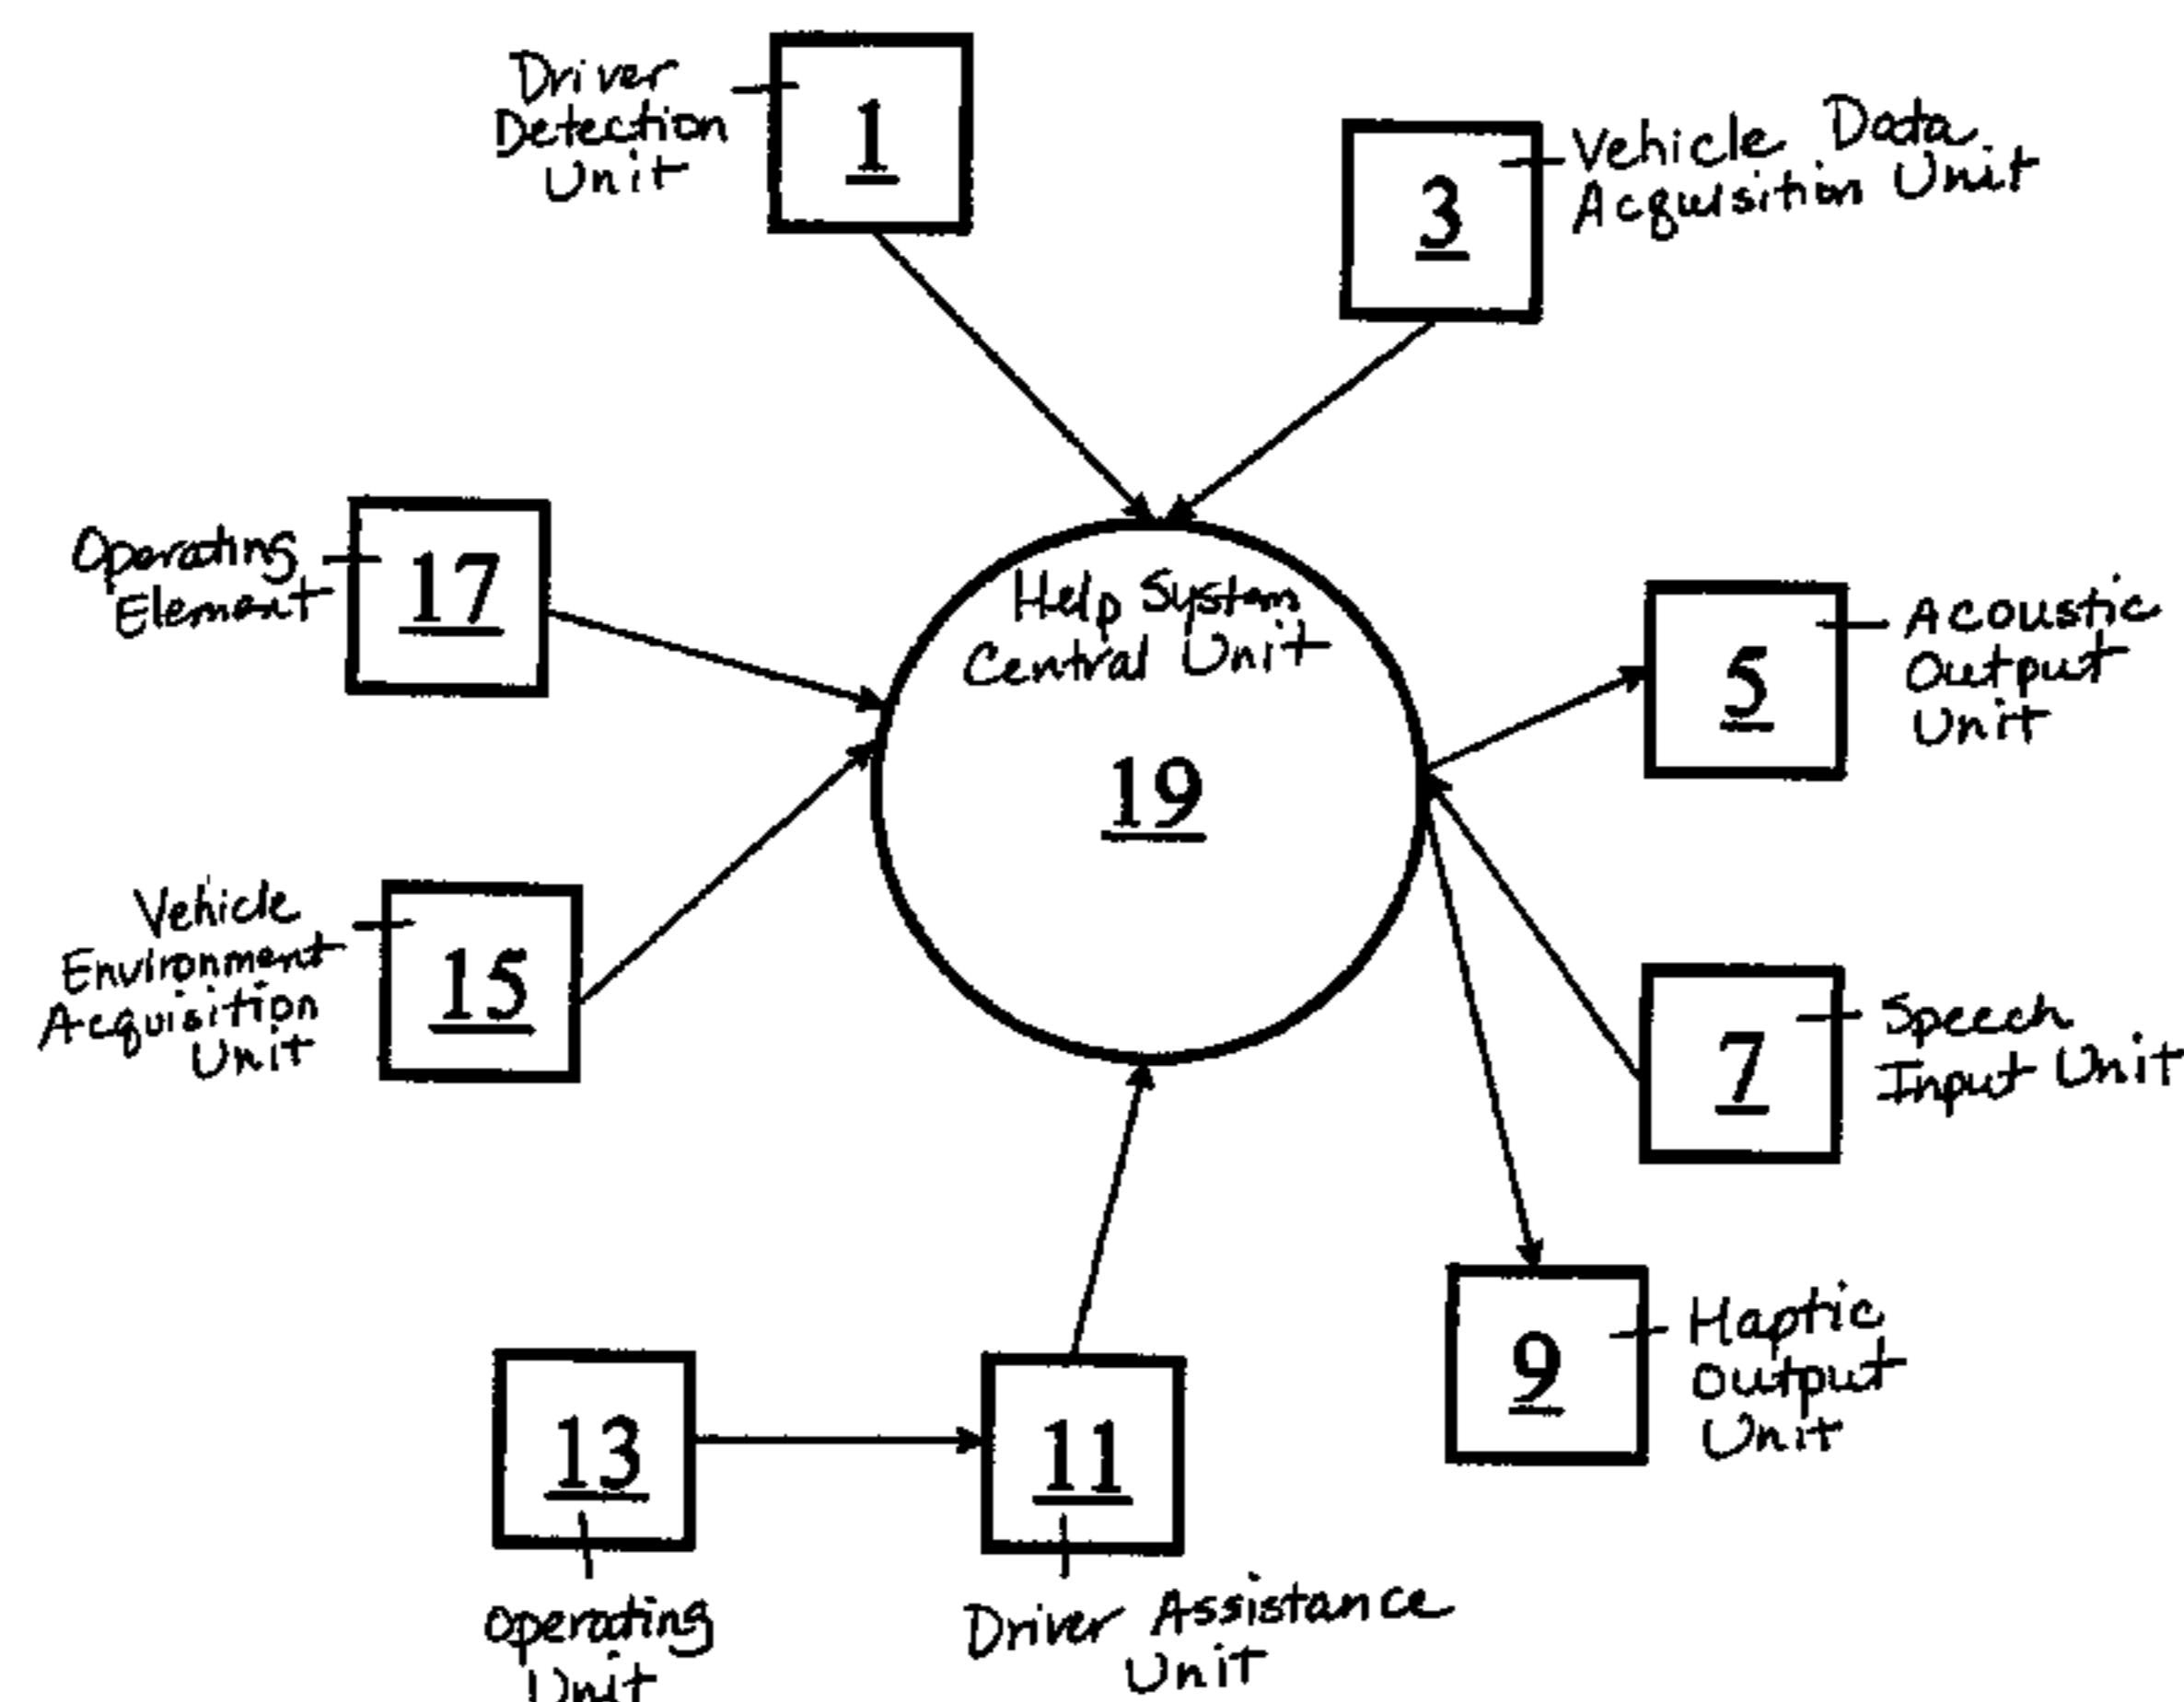 Driver
Detection
Unit
1
3
Vehicle Data
Acquisition Unit
Operating
Element
17
Help System
Central Unit
19
5
Acoustic
Output
Unit
Vehicle
Environment
Acquisition
Unit
15
7
Speech
Input Unit
9
Haptic
Output
Unit
13
Operating
Unit
11
Driver Assistance
Unit